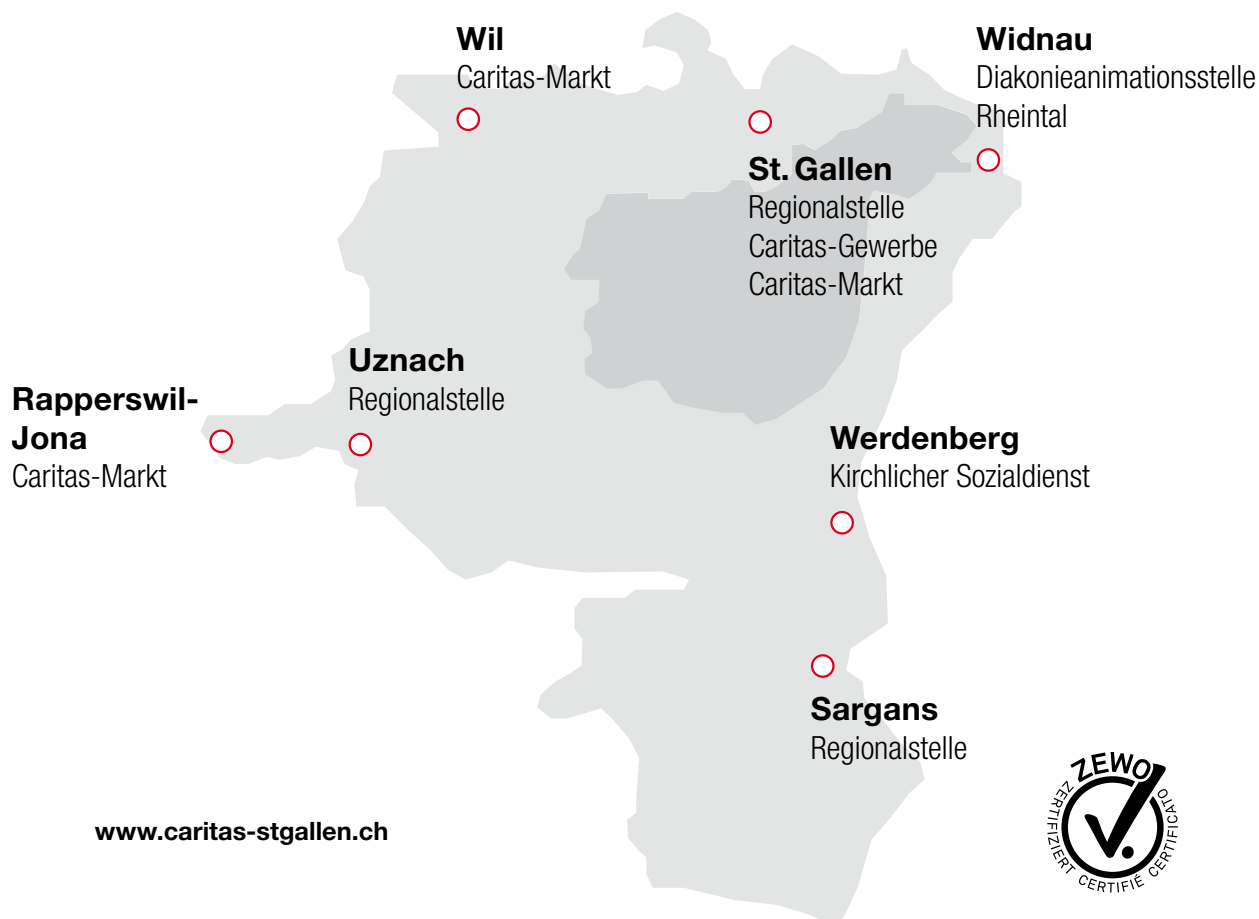 Wil
Caritas-Markt
Widnau
Diakonieanimationsstelle
Rheintal
St. Gallen
Regionalstelle
Caritas-Gewerbe
Caritas-Markt
Uznach
Regionalstelle
Rapperswil-
Jona
Caritas-Markt
Werdenberg
Kirchlicher Sozialdienst
Sargans
Regionalstelle
www.caritas-stgallen.ch
ZEWO
ZERTIFIZIERT CERTIFIÉ CERTIFICATO